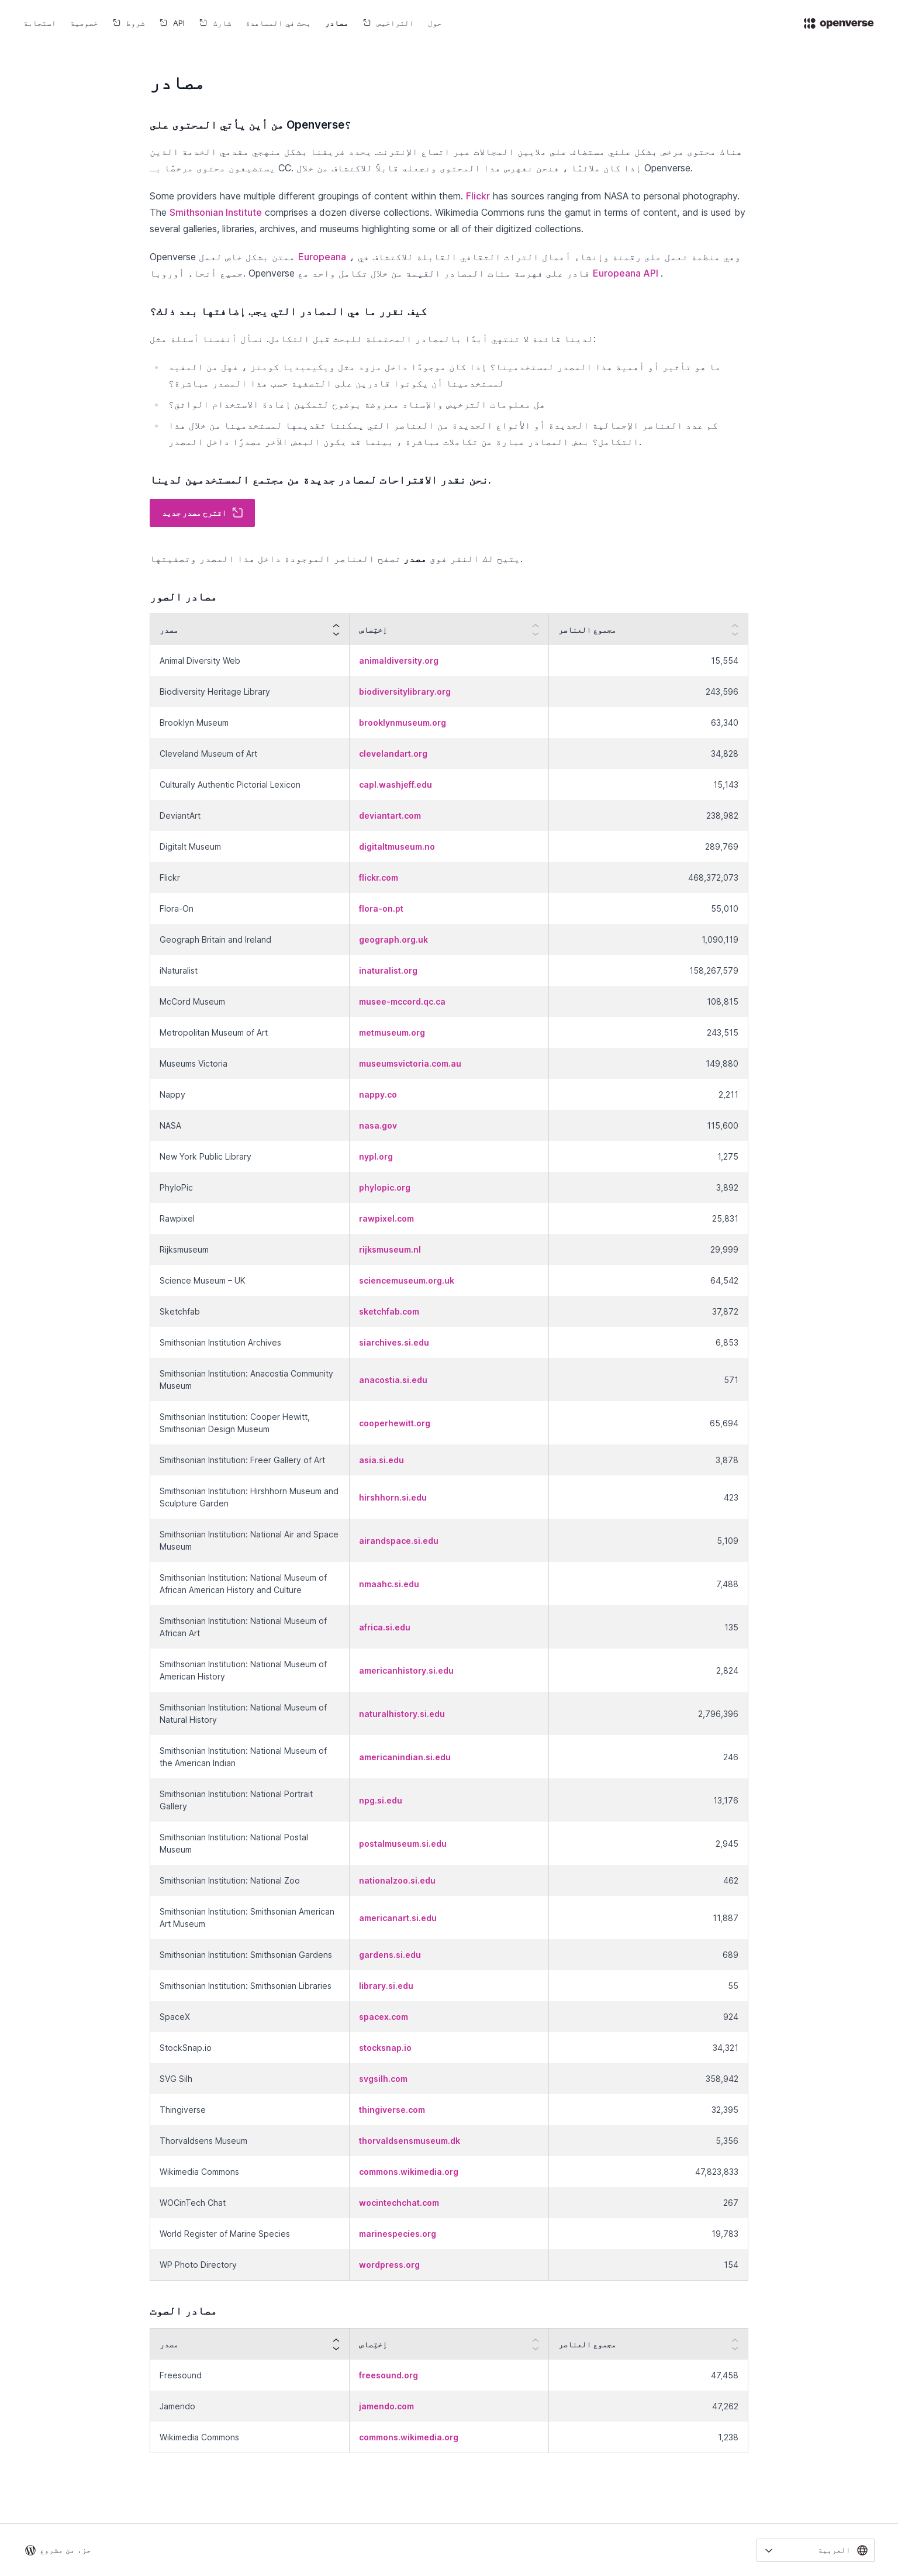 استجابة خصوصية شروط API شارك بحث في المساعدة مصادر التراخيص حول openverse
مصادر
من أين يأتي المحتوى على Openverse؟
هناك محتوى مرخص بشكل علني مستضاف على ملايين المجالات عبر اتساع الإنترنت. يحدد فريقنا بشكل منهجي مقدمي الخدمة الذين
يستضيفون محتوى مرخصًا بـ CC. إذا كان ملائمًا ، فنحن نفهرس هذا المحتوى ونجعله قابلاً للاكتشاف من خلال Openverse.
Some providers have multiple different groupings of content within them. Flickr has sources ranging from NASA to personal photography.
The Smithsonian Institute comprises a dozen diverse collections. Wikimedia Commons runs the gamut in terms of content, and is used by
several galleries, libraries, archives, and museums highlighting some or all of their digitized collections.
Openverse ممتن بشكل خاص لعمل Europeana ، وهي منظمة تعمل على رقمنة وإنشاء أعمال التراث الثقافي القابلة للاكتشاف في
جميع أنحاء أوروبا. Openverse قادر على فهرسة مئات المصادر القيمة من خلال تكامل واحد مع Europeana API .
كيف نقرر ما هي المصادر التي يجب إضافتها بعد ذلك؟
لدينا قائمة لا تنتهي أبدًا بالمصادر المحتملة للبحث قبل التكامل. نسأل أنفسنا أسئلة مثل:
ما هو تأثير أو أهمية هذا المصدر لمستخدمينا؟ إذا كان موجودًا داخل مزود مثل ويكيميديا كومنز ، فهل من المفيد
لمستخدمينا أن يكونوا قادرين على التصفية حسب هذا المصدر مباشرة؟
هل معلومات الترخيص والإسناد معروضة بوضوح لتمكين إعادة الاستخدام الواثق؟
كم عدد العناصر الإجمالية الجديدة أو الأنواع الجديدة من العناصر التي يمكننا تقديمها لمستخدمينا من خلال هذا
التكامل؟ بعض المصادر عبارة عن تكاملات مباشرة ، بينما قد يكون البعض الآخر مصدرًا داخل المصدر.
نحن نقدر الاقتراحات لمصادر جديدة من مجتمع المستخدمين لدينا.
اقترح مصدر جديد
يتيح لك النقر فوق مصدر تصفح العناصر الموجودة داخل هذا المصدر وتصفيتها.
مصادر الصور
مصدر إختِصاص مجموع العناصر
Animal Diversity Web animaldiversity.org 15,554
Biodiversity Heritage Library biodiversitylibrary.org 243,596
Brooklyn Museum brooklynmuseum.org 63,340
Cleveland Museum of Art clevelandart.org 34,828
Culturally Authentic Pictorial Lexicon capl.washjeff.edu 15,143
DeviantArt deviantart.com 238,982
Digitalt Museum digitaltmuseum.no 289,769
Flickr flickr.com 468,372,073
Flora-On flora-on.pt 55,010
Geograph Britain and Ireland geograph.org.uk 1,090,119
iNaturalist inaturalist.org 158,267,579
McCord Museum musee-mccord.qc.ca 108,815
Metropolitan Museum of Art metmuseum.org 243,515
Museums Victoria museumsvictoria.com.au 149,880
Nappy nappy.co 2,211
NASA nasa.gov 115,600
New York Public Library nypl.org 1,275
PhyloPic phylopic.org 3,892
Rawpixel rawpixel.com 25,831
Rijksmuseum rijksmuseum.nl 29,999
Science Museum – UK sciencemuseum.org.uk 64,542
Sketchfab sketchfab.com 37,872
Smithsonian Institution Archives siarchives.si.edu 6,853
Smithsonian Institution: Anacostia Community
Museum anacostia.si.edu 571
Smithsonian Institution: Cooper Hewitt,
Smithsonian Design Museum cooperhewitt.org 65,694
Smithsonian Institution: Freer Gallery of Art asia.si.edu 3,878
Smithsonian Institution: Hirshhorn Museum and
Sculpture Garden hirshhorn.si.edu 423
Smithsonian Institution: National Air and Space
Museum airandspace.si.edu 5,109
Smithsonian Institution: National Museum of
African American History and Culture nmaahc.si.edu 7,488
Smithsonian Institution: National Museum of
African Art africa.si.edu 135
Smithsonian Institution: National Museum of
American History americanhistory.si.edu 2,824
Smithsonian Institution: National Museum of
Natural History naturalhistory.si.edu 2,796,396
Smithsonian Institution: National Museum of
the American Indian americanindian.si.edu 246
Smithsonian Institution: National Portrait
Gallery npg.si.edu 13,176
Smithsonian Institution: National Postal
Museum postalmuseum.si.edu 2,945
Smithsonian Institution: National Zoo nationalzoo.si.edu 462
Smithsonian Institution: Smithsonian American
Art Museum americanart.si.edu 11,887
Smithsonian Institution: Smithsonian Gardens gardens.si.edu 689
Smithsonian Institution: Smithsonian Libraries library.si.edu 55
SpaceX spacex.com 924
StockSnap.io stocksnap.io 34,321
SVG Silh svgsilh.com 358,942
Thingiverse thingiverse.com 32,395
Thorvaldsens Museum thorvaldsensmuseum.dk 5,356
Wikimedia Commons commons.wikimedia.org 47,823,833
WOCinTech Chat wocintechchat.com 267
World Register of Marine Species marinespecies.org 19,783
WP Photo Directory wordpress.org 154
مصادر الصوت
مصدر إختِصاص مجموع العناصر
Freesound freesound.org 47,458
Jamendo jamendo.com 47,262
Wikimedia Commons commons.wikimedia.org 1,238
جزء من مشروع العربية